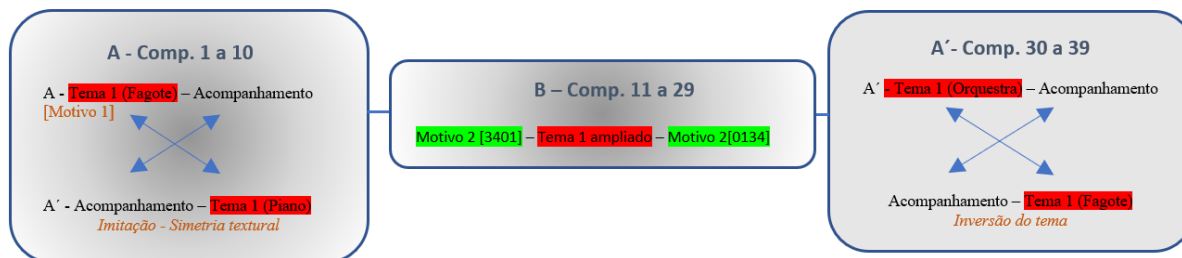 A - Comp. 1 a 10
A - Tema 1 (Fagote) – Acompanhamento
[Motivo 1]
A´ - Acompanhamento – Tema 1 (Piano)
Imitação - Simetria textural
B – Comp. 11 a 29
Motivo 2 [3401] – Tema 1 ampliado – Motivo 2[0134]
A´- Comp. 30 a 39
A´ - Tema 1 (Orquestra) – Acompanhamento
Acompanhamento – Tema 1 (Fagote)
Inversão do tema